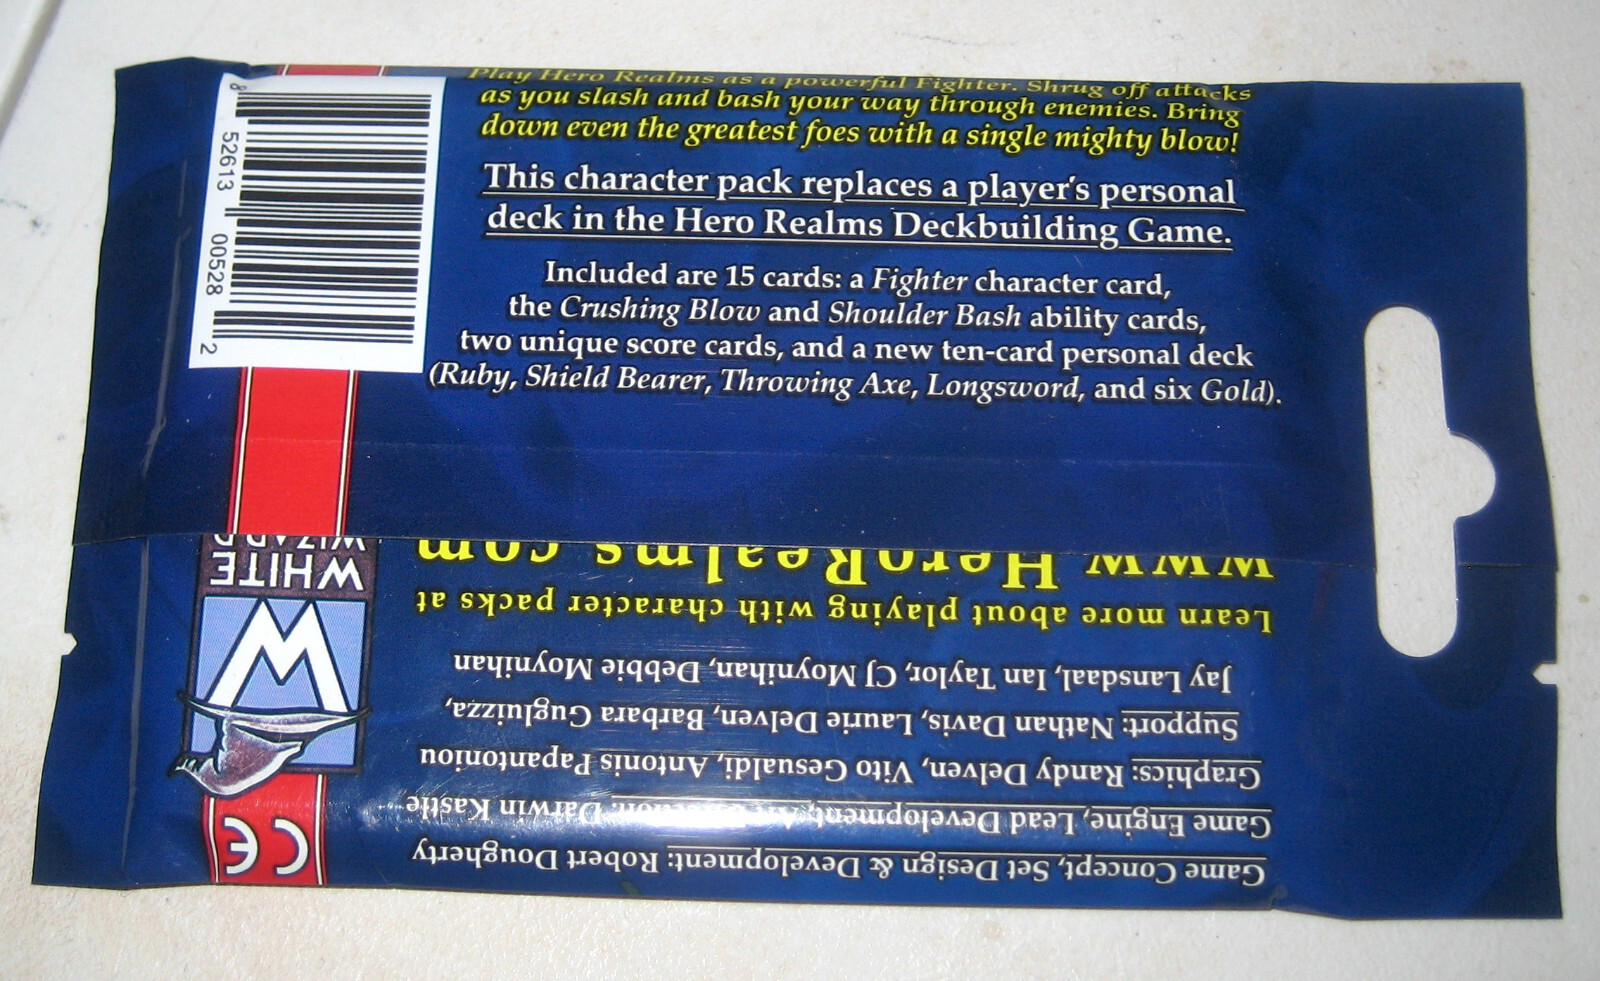 Play Hero Realms as a powerful Fighter. Shrug off attacks
as you slash and bash your way through enemies. Bring
down even the greatest foes with a single mighty blow!
This character pack replaces a player's personal
deck in the Hero Realms Deckbuilding Game.
Included are 15 cards: a Fighter character card,
the Crushing Blow and Shoulder Bash ability cards,
two unique score cards, and a new ten-card personal deck
(Ruby, Shield Bearer, Throwing Axe, Longsword, and six Gold).
8 52613 00528 2
Game Concept, Set Design & Development: Robert Dougherty
Game Engine, Lead Development, Art Direction: Darwin Kastle
Graphics: Randy Delven, Vito Gesualdi, Antonis Papantoniou
Support: Nathan Davis, Laurie Delven, Barbara Gugluizza,
Jay Lansdaal, Ian Taylor, CJ Moynihan, Debbie Moynihan
Learn more about playing with character packs at
www.HeroRealms.com
CE
W
WHITE
WIZARD